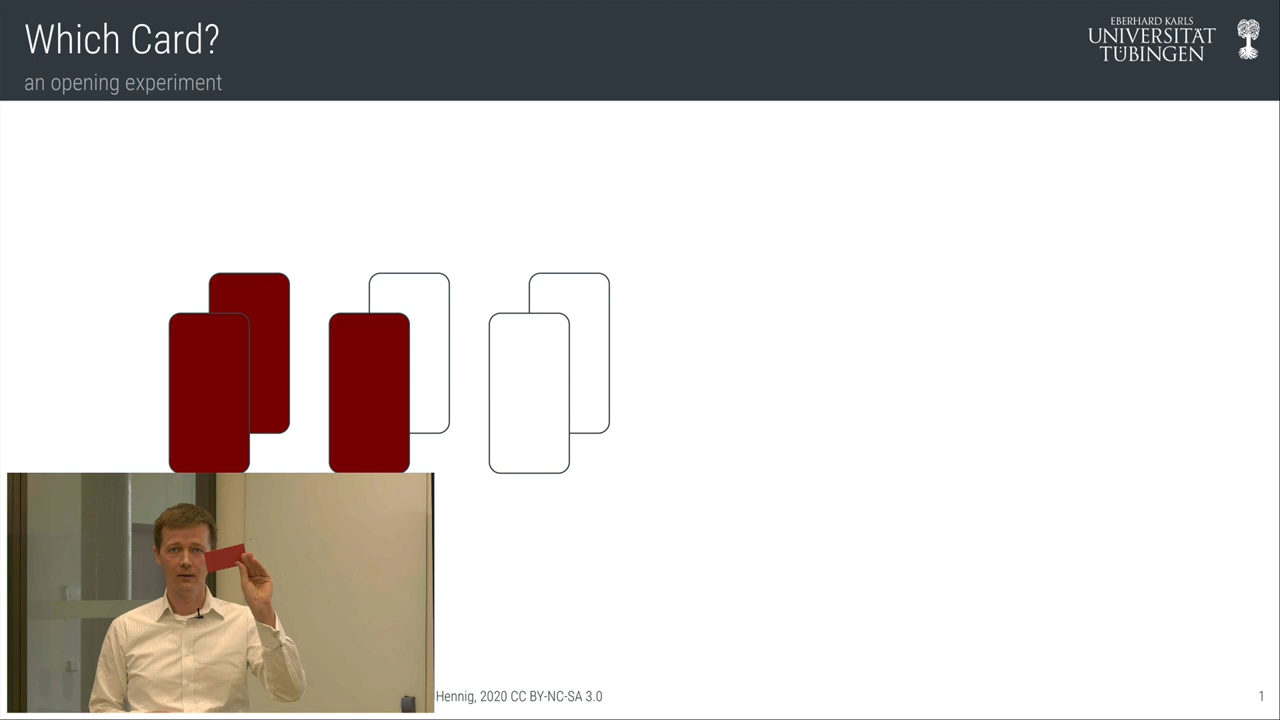 Which Card?
an opening experiment
EBERHARD KARLS
UNIVERSITÄT
TÜBINGEN
Hennig, 2020 CC BY-NC-SA 3.0
1